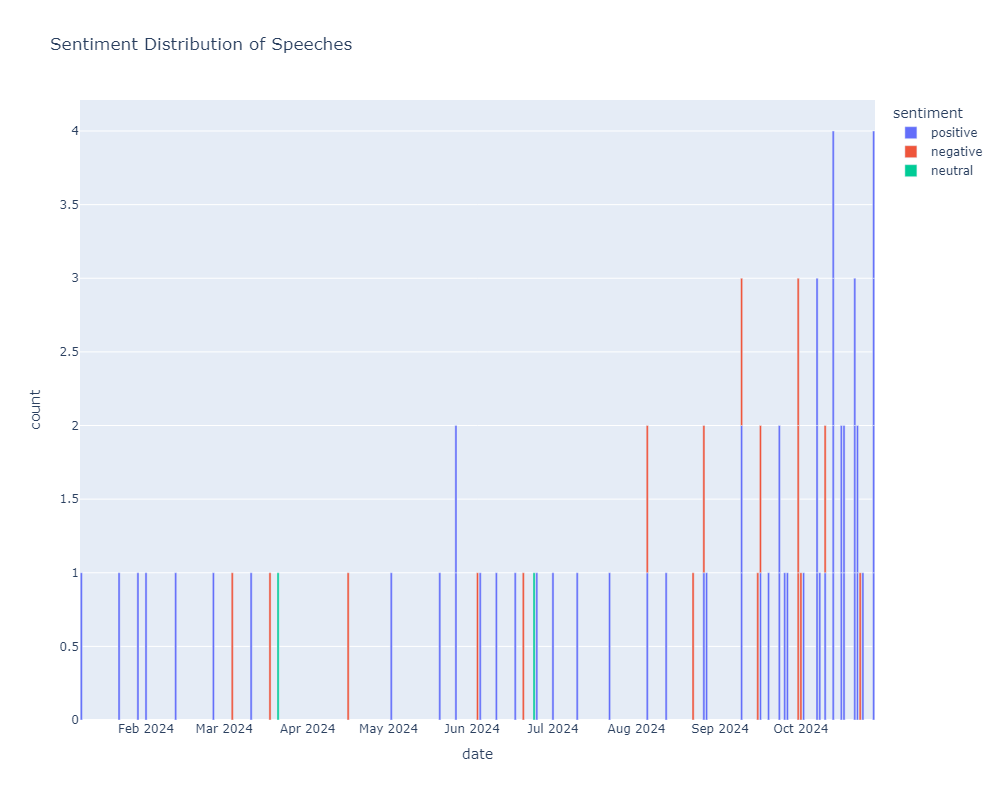 Sentiment Distribution of Speeches
sentiment
positive
negative
neutral
4
3.5
3
2.5
2
1.5
1
0.5
0
count
Feb 2024 Mar 2024 Apr 2024 May 2024 Jun 2024 Jul 2024 Aug 2024 Sep 2024 Oct 2024
date